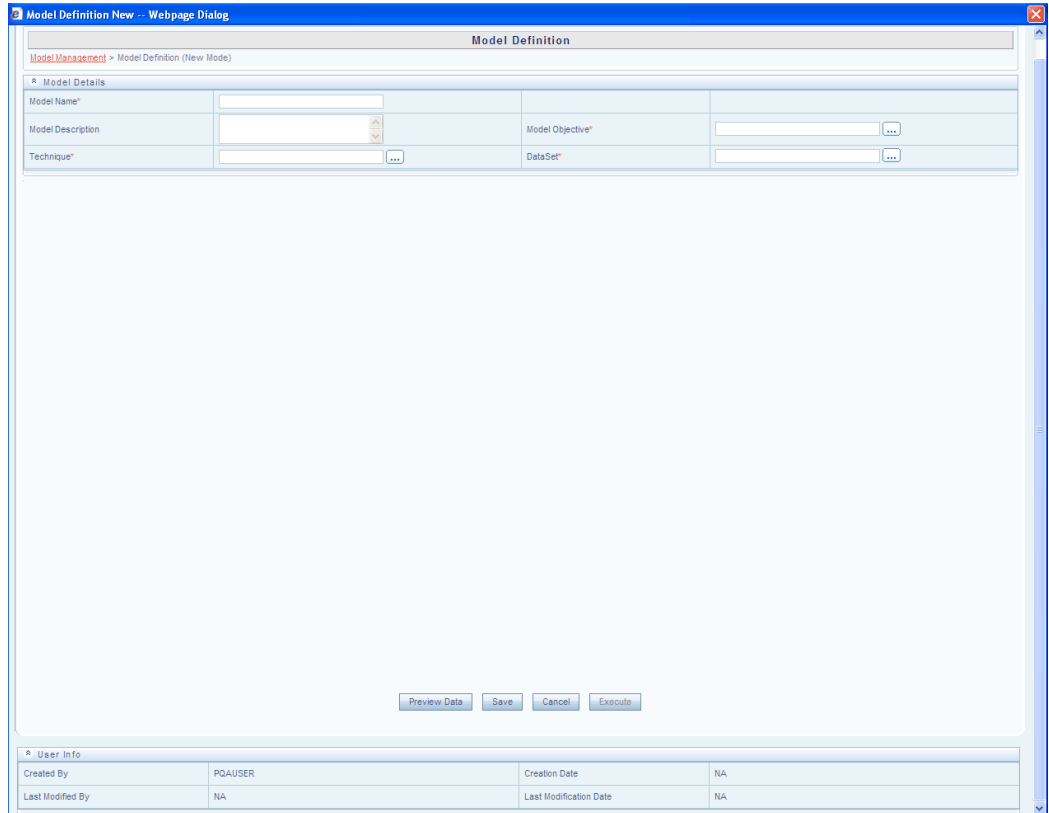 Model Definition New -- Webpage Dialog
Model Definition
Model Management > Model Definition (New Mode)
Model Details
Model Name*
Model Description
Model Objective*
...
Technique*
...
DataSet*
...
Preview Data
Save
Cancel
Execute
User Info
Created By
PQAUSER
Creation Date
NA
Last Modified By
NA
Last Modification Date
NA